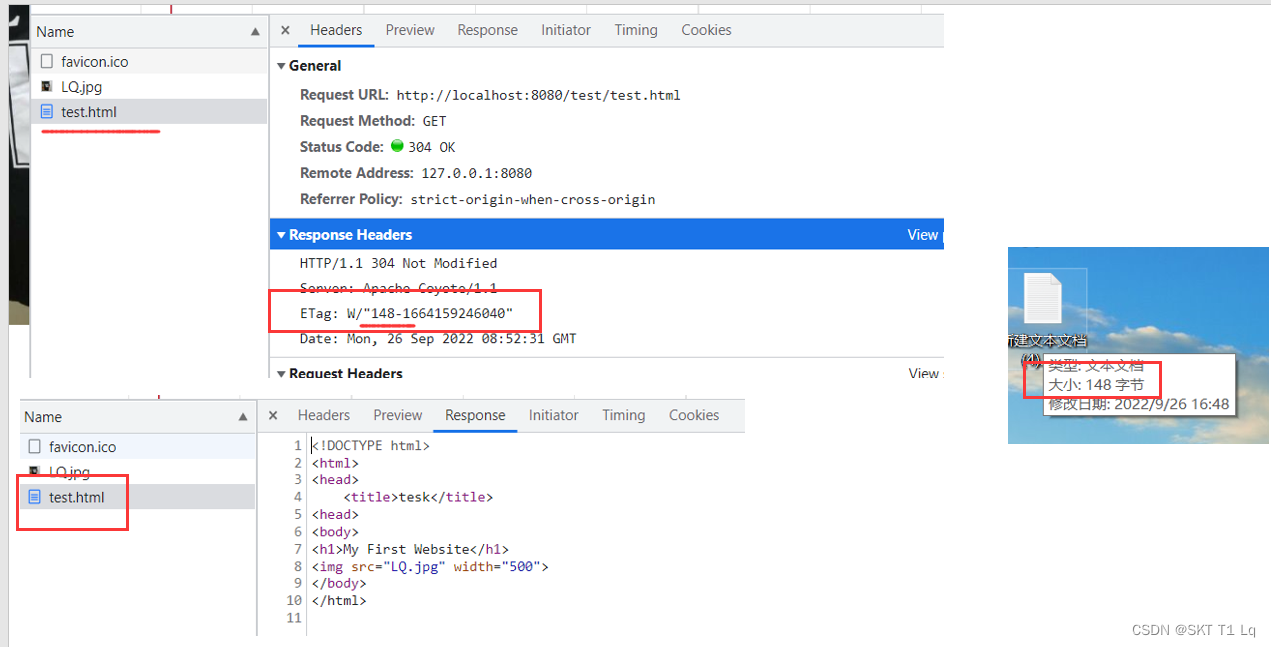 Name
favicon.ico
LQ.jpg
test.html
Headers Preview Response Initiator Timing Cookies
General
Request URL: http://localhost:8080/test/test.html
Request Method: GET
Status Code: 304 OK
Remote Address: 127.0.0.1:8080
Referrer Policy: strict-origin-when-cross-origin
Response Headers View
HTTP/1.1 304 Not Modified
Server: Apache-Coyote/1.1
ETag: W/"148-1664159246040"
Date: Mon, 26 Sep 2022 08:52:31 GMT
Request Headers View
Name
favicon.ico
LQ.jpg
test.html
Headers Preview Response Initiator Timing Cookies
1 <!DOCTYPE html>
2 <html>
3 <head>
4 <title>tesk</title>
5 <head>
6 <body>
7 <h1>My First Website</h1>
8 <img src="LQ.jpg" width="500">
9 </body>
10 </html>
11
新建文本文档
(4)
类型: 文本文档
大小: 148 字节
修改日期: 2022/9/26 16:48
CSDN @SKT T1 Lq